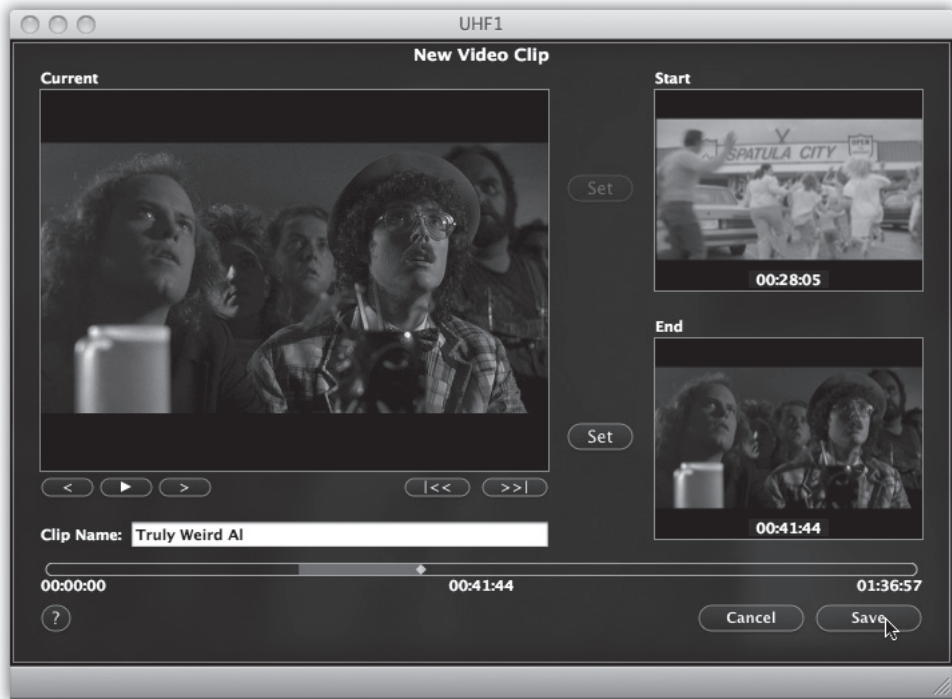 UHF1
New Video Clip
Current
Start
Set
SPATULA CITY
OPEN
00:28:05
End
Set
00:41:44
< ▶ > |<< >>|
Clip Name: Truly Weird Al
00:00:00 00:41:44 01:36:57
? Cancel Save